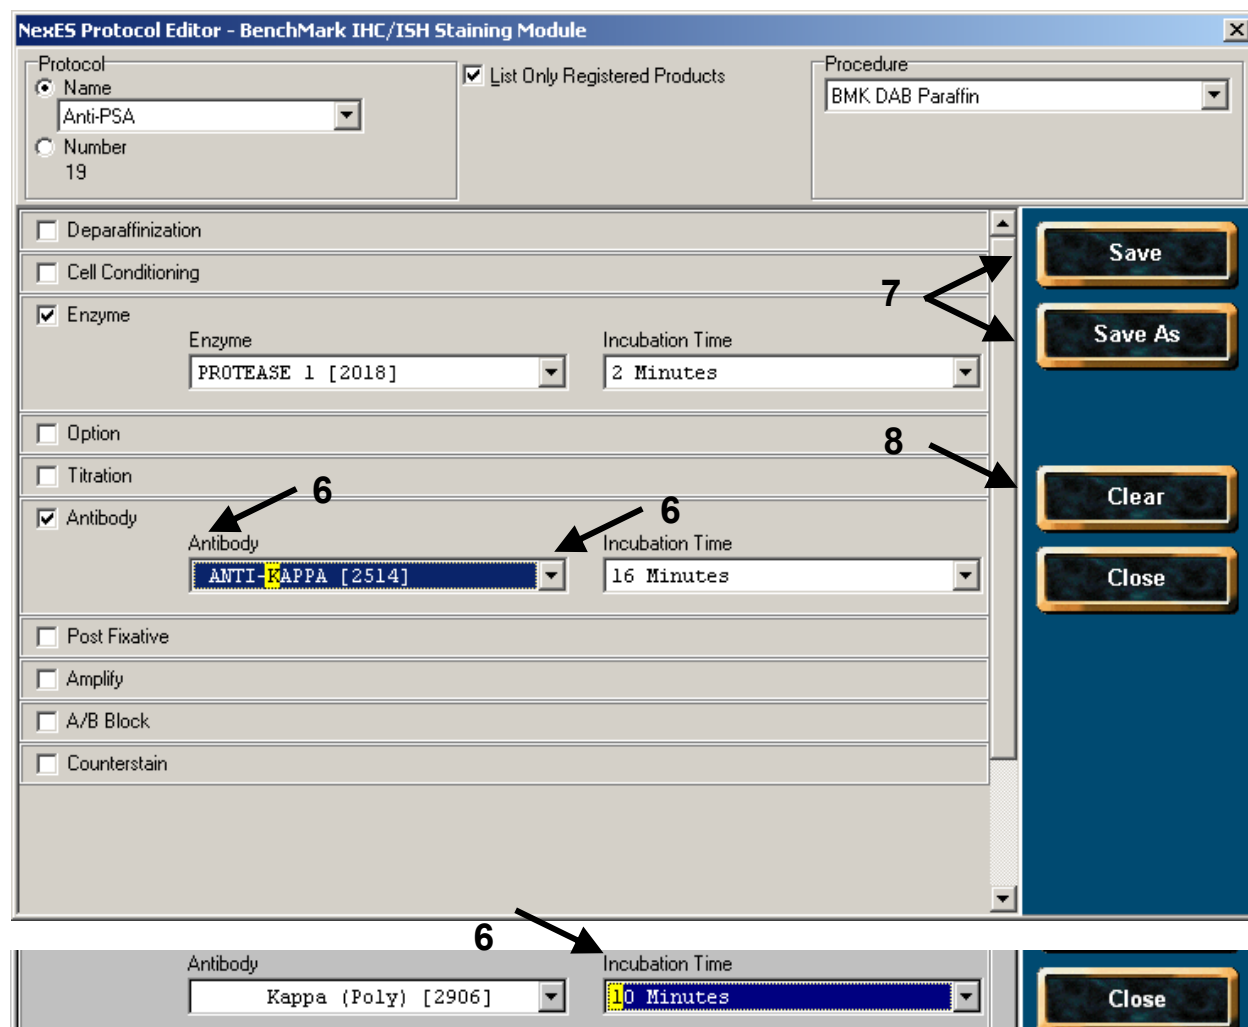 NexES Protocol Editor - BenchMark IHC/ISH Staining Module
Protocol
Name
Anti-PSA
Number
19
List Only Registered Products
Procedure
BMK DAB Paraffin
Deparaffinization
Cell Conditioning
Enzyme
Enzyme
PROTEASE 1 [2018]
Incubation Time
2 Minutes
Option
Titration
Antibody
6
6
Antibody
ANTI-KAPPA [2514]
Incubation Time
16 Minutes
Post Fixative
Amplify
A/B Block
Counterstain
7
Save
Save As
8
Clear
Close
6
Antibody
Kappa (Poly) [2906]
Incubation Time
10 Minutes
Close